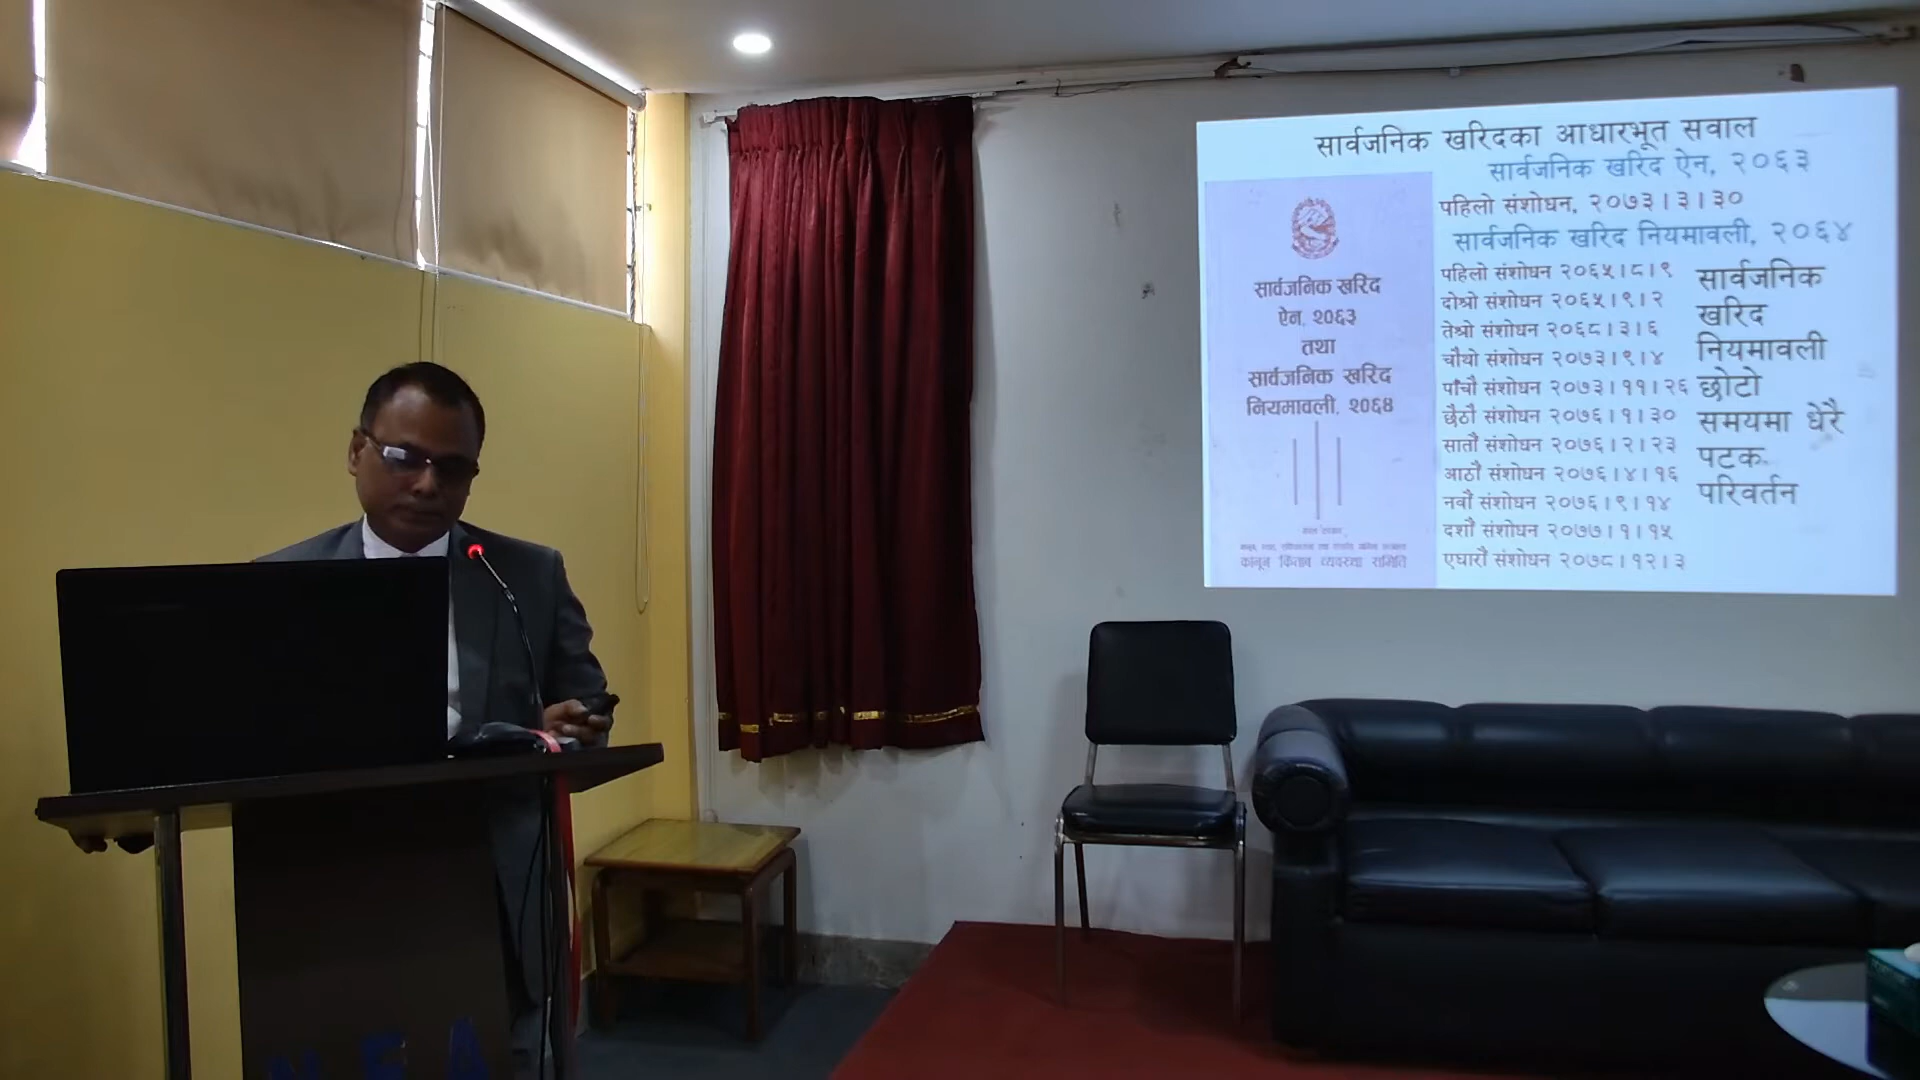 सार्वजनिक खरिदका आधारभूत सवाल
सार्वजनिक खरिद ऐन, २०६३
पहिलो संशोधन, २०७३।३।३०
सार्वजनिक खरिद नियमावली, २०६४
पहिलो संशोधन २०६५।८।९
दोश्रो संशोधन २०६५।९।२
तेश्रो संशोधन २०६८।३।६
चौथो संशोधन २०७३।९।४
पाँचौ संशोधन २०७३।११।२६
छैठौ संशोधन २०७६।१।३०
सातौं संशोधन २०७६।२।२३
आठौं संशोधन २०७६।४।१६
नवौं संशोधन २०७६।९।१४
दशौं संशोधन २०७७।१।१५
एघारौं संशोधन २०७८।१२।३
सार्वजनिक
खरिद
नियमावली
छोटो
समयमा धेरै
पटक
परिवर्तन
सार्वजनिक खरिद
ऐन, २०६३
तथा
सार्वजनिक खरिद
नियमावली, २०६४
कानून किताब व्यवस्था समिति
NEA